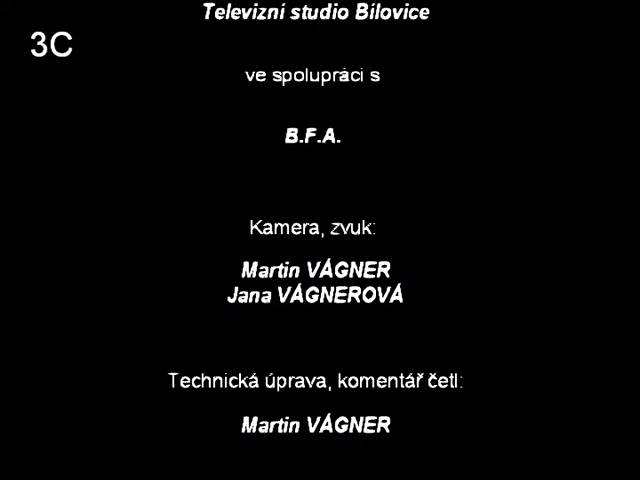 Televizní studio Bílovice
3C
ve spolupráci s
B.F.A.
Kamera, zvuk:
Martin VÁGNER
Jana VÁGNEROVÁ
Technická úprava, komentář četl:
Martin VÁGNER